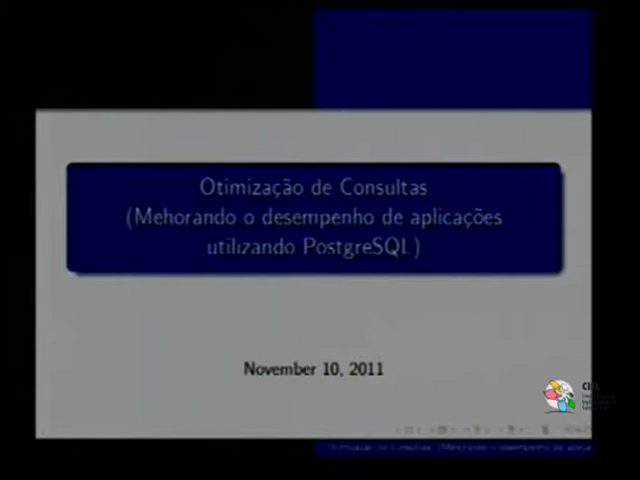 Otimização de Consultas
(Mehorando o desempenho de aplicações
utilizando PostgreSQL)
November 10, 2011